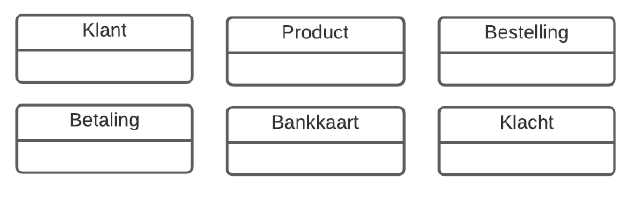 Klant
Product
Bestelling
Betaling
Bankkaart
Klacht